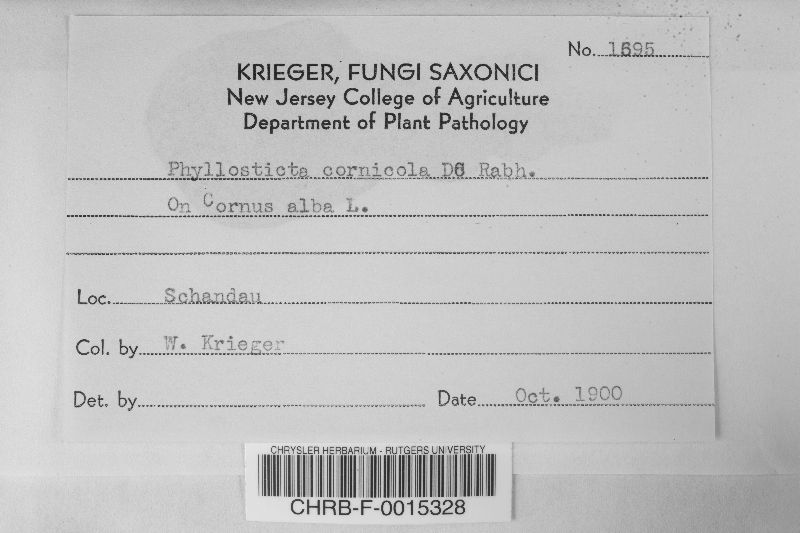 No. 1695
KRIEGER, FUNGI SAXONICI
New Jersey College of Agriculture
Department of Plant Pathology
Phyllosticta cornicola DC Rabh.
On Cornus alba L.
Loc. Schandau
Col. by W. Krieger
Det. by Date Oct. 1900
CHRYSLER HERBARIUM - RUTGERS UNIVERSITY
CHRB-F-0015328